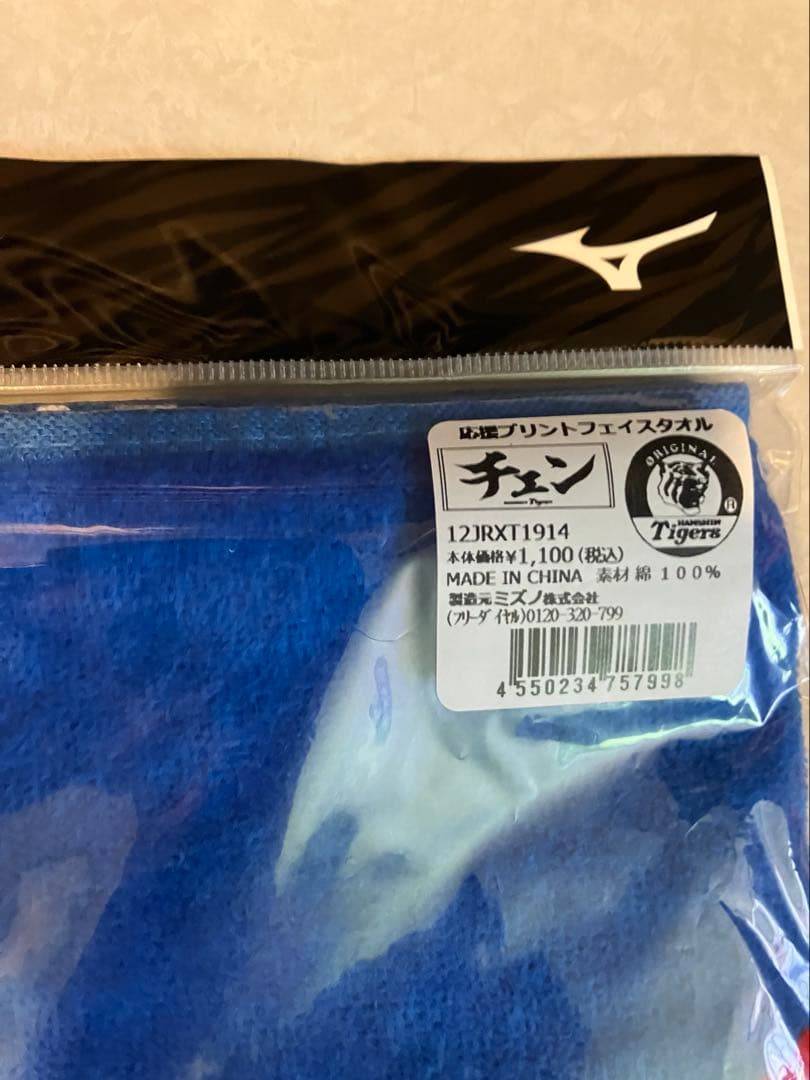 応援プリントフェイスタオル
チェン
Tigers
ORIGINAL
HANSHIN
Tigers
®
12JRXT1914
本体価格¥1,100(税込)
MADE IN CHINA 素材 綿 100%
製造元ミズノ株式会社
(フリーダイヤル)0120-320-799
4550234757998